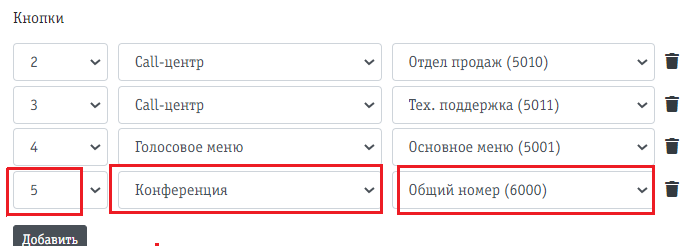 Кнопки
2 Call-центр Отдел продаж (5010)
3 Call-центр Тех. поддержка (5011)
4 Голосовое меню Основное меню (5001)
5 Конференция Общий номер (6000)
Добавить